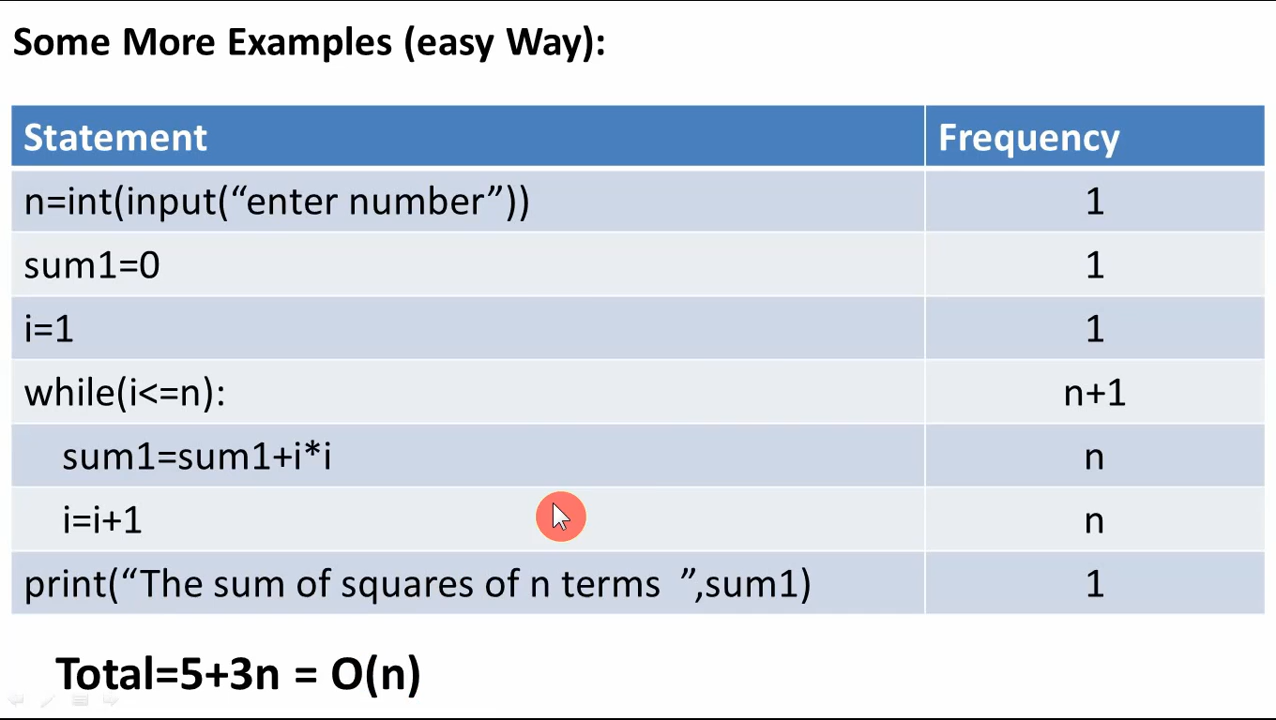 Some More Examples (easy Way):
Statement Frequency
n=int(input(“enter number”)) 1
sum1=0 1
i=1 1
while(i<=n): n+1
sum1=sum1+i*i n
i=i+1 n
print(“The sum of squares of n terms ”,sum1) 1
Total=5+3n = O(n)